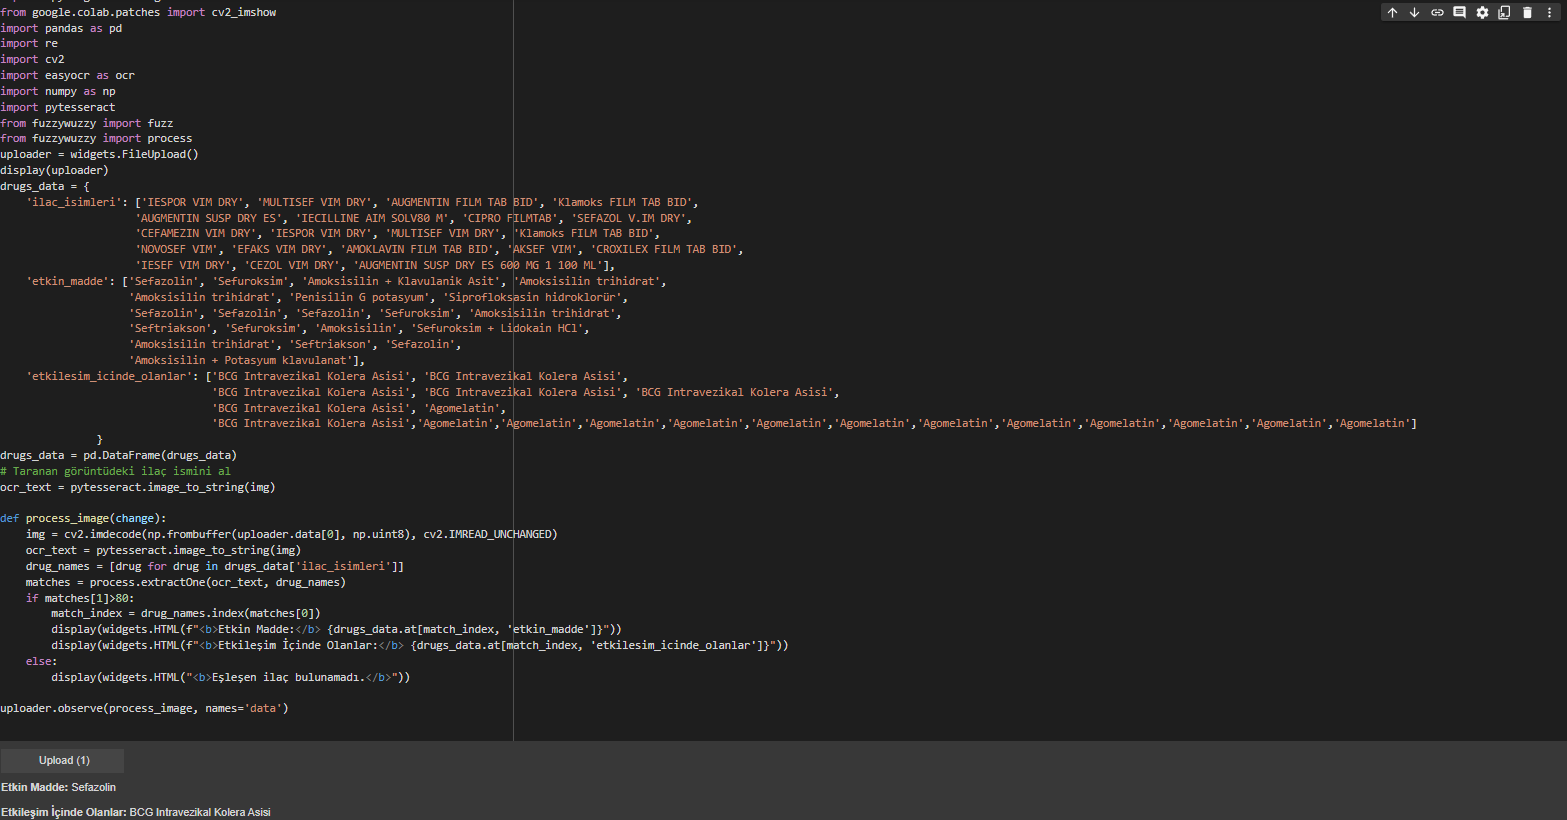 from google.colab.patches import cv2_imshow
import pandas as pd
import re
import cv2
import easyocr as ocr
import numpy as np
import pytesseract
from fuzzywuzzy import fuzz
from fuzzywuzzy import process
uploader = widgets.FileUpload()
display(uploader)
drugs_data = {
    'ilac_isimleri': ['IESPOR VIM DRY', 'MULTISEF VIM DRY', 'AUGMENTIN FILM TAB BID', 'Klamoks FILM TAB BID',
                     'AUGMENTIN SUSP DRY ES', 'IECILLINE AIM SOLV80 M', 'CIPRO FILMTAB', 'SEFAZOL V.IM DRY',
                     'CEFAMEZIN VIM DRY', 'IESPOR VIM DRY', 'MULTISEF VIM DRY', 'Klamoks FILM TAB BID',
                     'NOVOSEF VIM', 'EFAKS VIM DRY', 'AMOKLAVIN FILM TAB BID', 'AKSEF VIM', 'CROXILEX FILM TAB BID',
                     'IESEF VIM DRY', 'CEZOL VIM DRY', 'AUGMENTIN SUSP DRY ES 600 MG 1 100 ML'],
    'etkin_madde': ['Sefazolin', 'Sefuroksim', 'Amoksisilin + Klavulanik Asit', 'Amoksisilin trihidrat',
                    'Amoksisilin trihidrat', 'Penisilin G potasyum', 'Siprofloksasin hidroklorür',
                    'Sefazolin', 'Sefazolin', 'Sefazolin', 'Sefuroksim', 'Amoksisilin trihidrat',
                    'Seftriakson', 'Sefuroksim', 'Amoksisilin', 'Sefuroksim + Lidokain HCl',
                    'Amoksisilin trihidrat', 'Seftriakson', 'Sefazolin',
                    'Amoksisilin + Potasyum klavulanat'],
    'etkilesim_icinde_olanlar': ['BCG Intravezikal Kolera Asisi', 'BCG Intravezikal Kolera Asisi',
                                 'BCG Intravezikal Kolera Asisi', 'BCG Intravezikal Kolera Asisi', 'BCG Intravezikal Kolera Asisi',
                                 'BCG Intravezikal Kolera Asisi', 'Agomelatin',
                                 'BCG Intravezikal Kolera Asisi','Agomelatin','Agomelatin','Agomelatin','Agomelatin','Agomelatin','Agomelatin','Agomelatin','Agomelatin','Agomelatin','Agomelatin','Agomelatin','Agomelatin']
               }
drugs_data = pd.DataFrame(drugs_data)
# Taranan görüntüdeki ilaç ismini al
ocr_text = pytesseract.image_to_string(img)
def process_image(change):
    img = cv2.imdecode(np.frombuffer(uploader.data[0], np.uint8), cv2.IMREAD_UNCHANGED)
    ocr_text = pytesseract.image_to_string(img)
    drug_names = [drug for drug in drugs_data['ilac_isimleri']]
    matches = process.extractOne(ocr_text, drug_names)
    if matches[1]>80:
        match_index = drug_names.index(matches[0])
        display(widgets.HTML(f"<b>Etkin Madde:</b> {drugs_data.at[match_index, 'etkin_madde']}"))
        display(widgets.HTML(f"<b>Etkileşim İçinde Olanlar:</b> {drugs_data.at[match_index, 'etkilesim_icinde_olanlar']}"))
    else:
        display(widgets.HTML("<b>Eşleşen ilaç bulunamadı.</b>"))
uploader.observe(process_image, names='data')
Upload (1)
Etkin Madde: Sefazolin
Etkileşim İçinde Olanlar: BCG Intravezikal Kolera Asisi